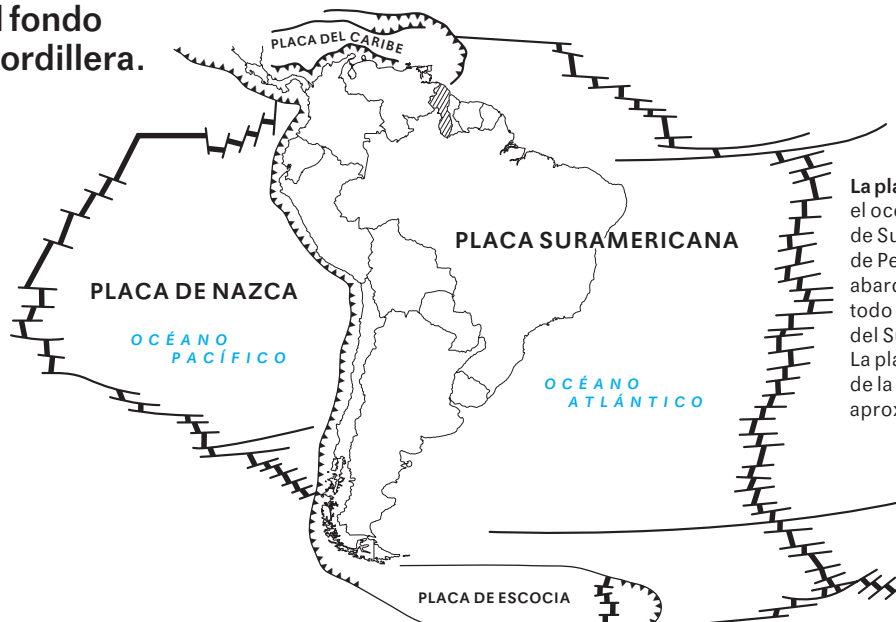 l fondo
ordillera.
PLACA DEL CARIBE
La pla
el océ
de Su
de Pe
abarc
todo
del Su
La pla
de la
aprox
PLACA SURAMERICANA
PLACA DE NAZCA
OCÉANO
PACÍFICO
OCÉANO
ATLÁNTICO
PLACA DE ESCOCIA